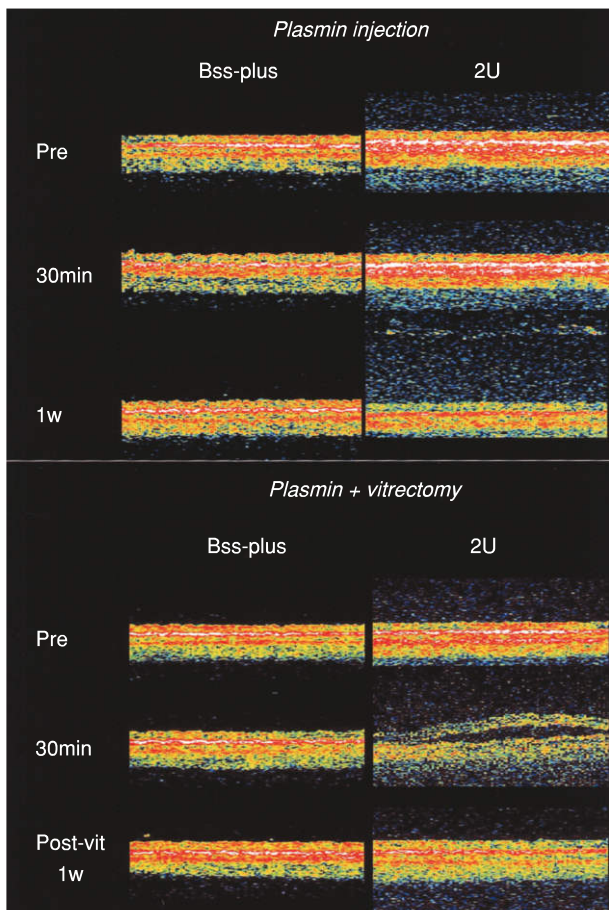 Plasmin injection
Bss-plus 2U
Pre
30min
1w
Plasmin + vitrectomy
Bss-plus 2U
Pre
30min
Post-vit
1w